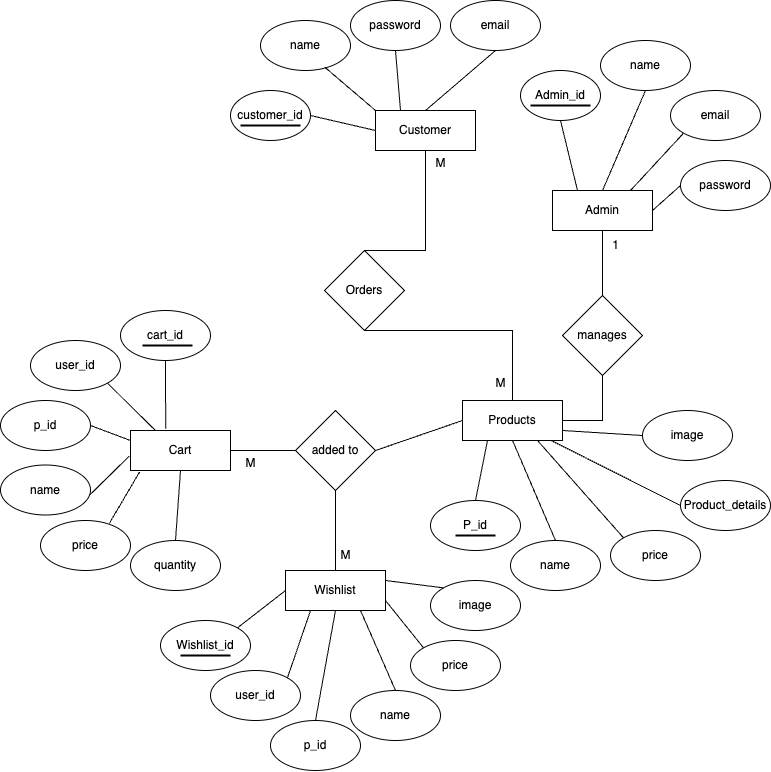 password
email
name
name
Admin_id
customer_id
email
Customer
M
password
Admin
1
Orders
cart_id
manages
user_id
M
p_id
Products
image
Cart
added to
M
name
Product_details
P_id
price
quantity
M
name
price
Wishlist
image
Wishlist_id
price
user_id
name
p_id